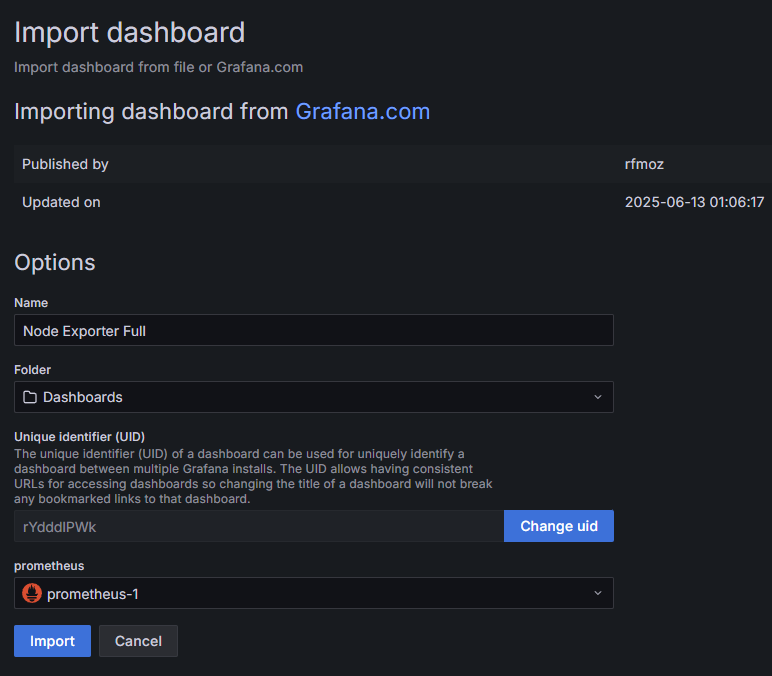 Import dashboard
Import dashboard from file or Grafana.com
Importing dashboard from Grafana.com
Published by rfmoz
Updated on 2025-06-13 01:06:17
Options
Name
Node Exporter Full
Folder
Dashboards
Unique identifier (UID)
The unique identifier (UID) of a dashboard can be used for uniquely identify a
dashboard between multiple Grafana installs. The UID allows having consistent
URLs for accessing dashboards so changing the title of a dashboard will not break
any bookmarked links to that dashboard.
rYdddlPWk Change uid
prometheus
prometheus-1
Import Cancel